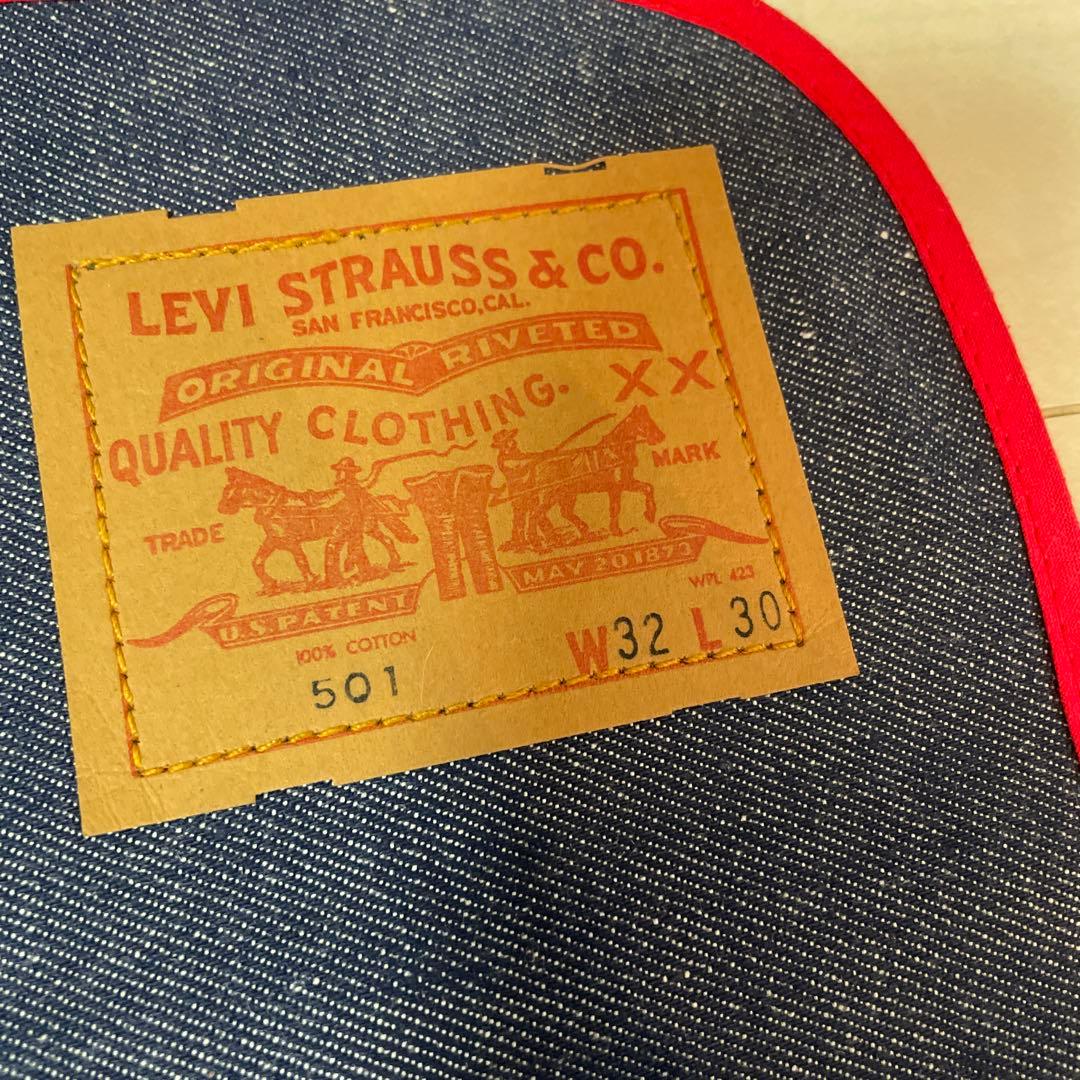 LEVI STRAUSS & CO.
SAN FRANCISCO, CAL.
ORIGINAL RIVETED
QUALITY CLOTHING. XX
TRADE MARK
U.S. PATENT MAY 20 1873
WPL 423
100% COTTON
501 W32 L 30